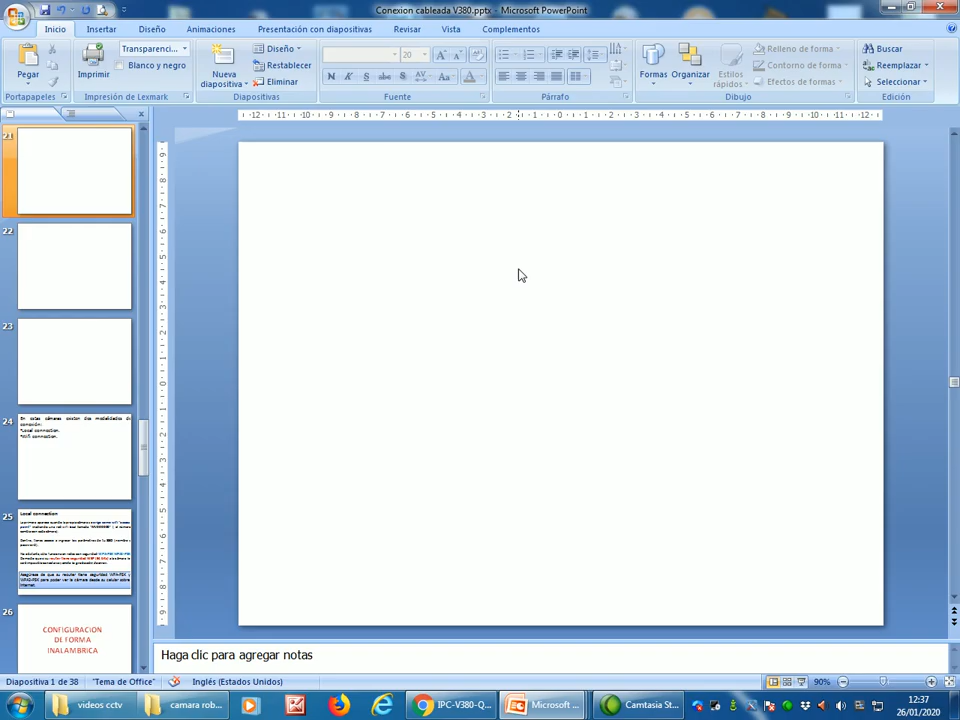 Conexion cableada V380.pptx - Microsoft PowerPoint
Inicio Insertar Diseño Animaciones Presentación con diapositivas Revisar Vista Complementos
Pegar
Portapapeles
Imprimir
Transparenci...
Blanco y negro
Impresión de Lexmark
Nueva diapositiva
Diseño
Restablecer
Eliminar
Diapositivas
20
Fuente
Párrafo
Formas
Organizar
Estilos rápidos
Relleno de forma
Contorno de forma
Efectos de formas
Dibujo
Buscar
Reemplazar
Seleccionar
Edición
21
22
23
24
En estas cámaras existen dos modalidades de
conexión:
*Local connection.
*Wifi connection.
25
Local connection
26
CONFIGURACION
DE FORMA
INALAMBRICA
Haga clic para agregar notas
Diapositiva 1 de 38 "Tema de Office" Inglés (Estados Unidos) 90%
videos cctv
camara rob...
IPC-V380-Q...
Microsoft ...
Camtasia St...
12:37
26/01/2020